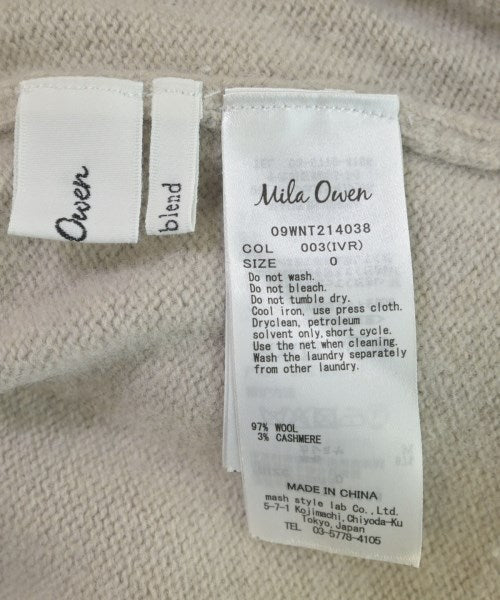 Owen
blend
Mila Owen
09WNT214038
COL 003(IVR)
SIZE 0
Do not wash.
Do not bleach.
Do not tumble dry.
Cool iron, use press cloth.
Dryclean, petroleum
solvent only,short cycle.
Use the net when cleaning.
Wash the laundry separately
from other laundry.
97% WOOL
3% CASHMERE
MADE IN CHINA
mash style lab Co.,Ltd.
5-7-1 Kojimachi,Chiyoda-Ku
Tokyo,Japan
TEL 03-5778-4105